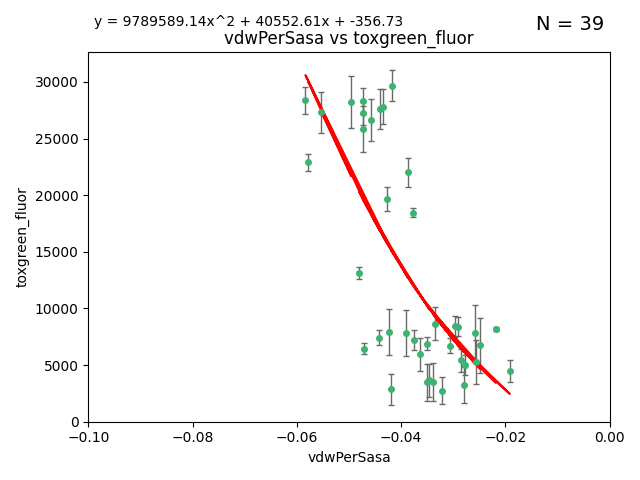 y = 9789589.14x^2 + 40552.61x + -356.73
N = 39
vdwPerSasa vs toxgreen_fluor
30000
25000
20000
15000
10000
5000
0
toxgreen_fluor
−0.10 −0.08 −0.06 −0.04 −0.02 0.00
vdwPerSasa